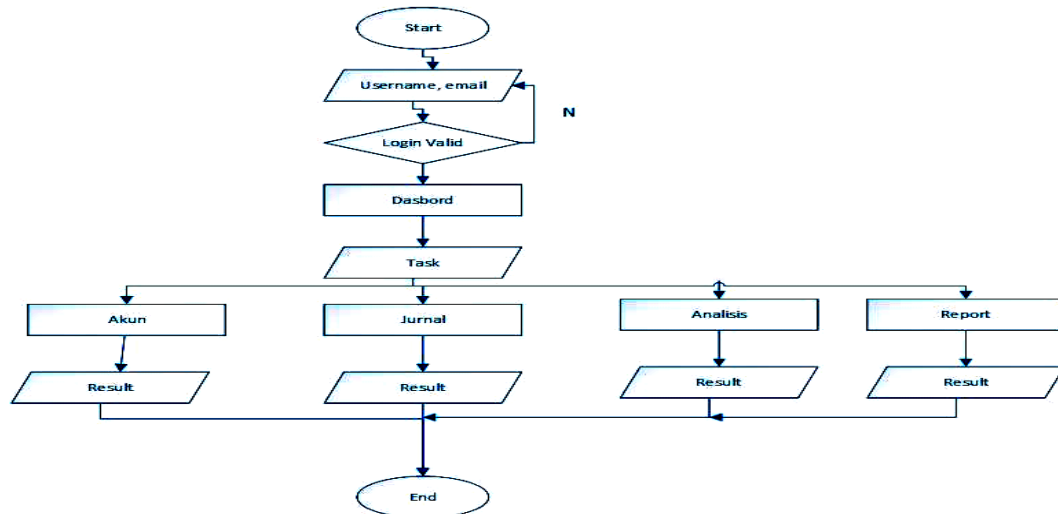 Start
Username, email
N
Login Valid
Dasbord
Task
Akun
Jurnal
Analisis
Report
Result
Result
Result
Result
End